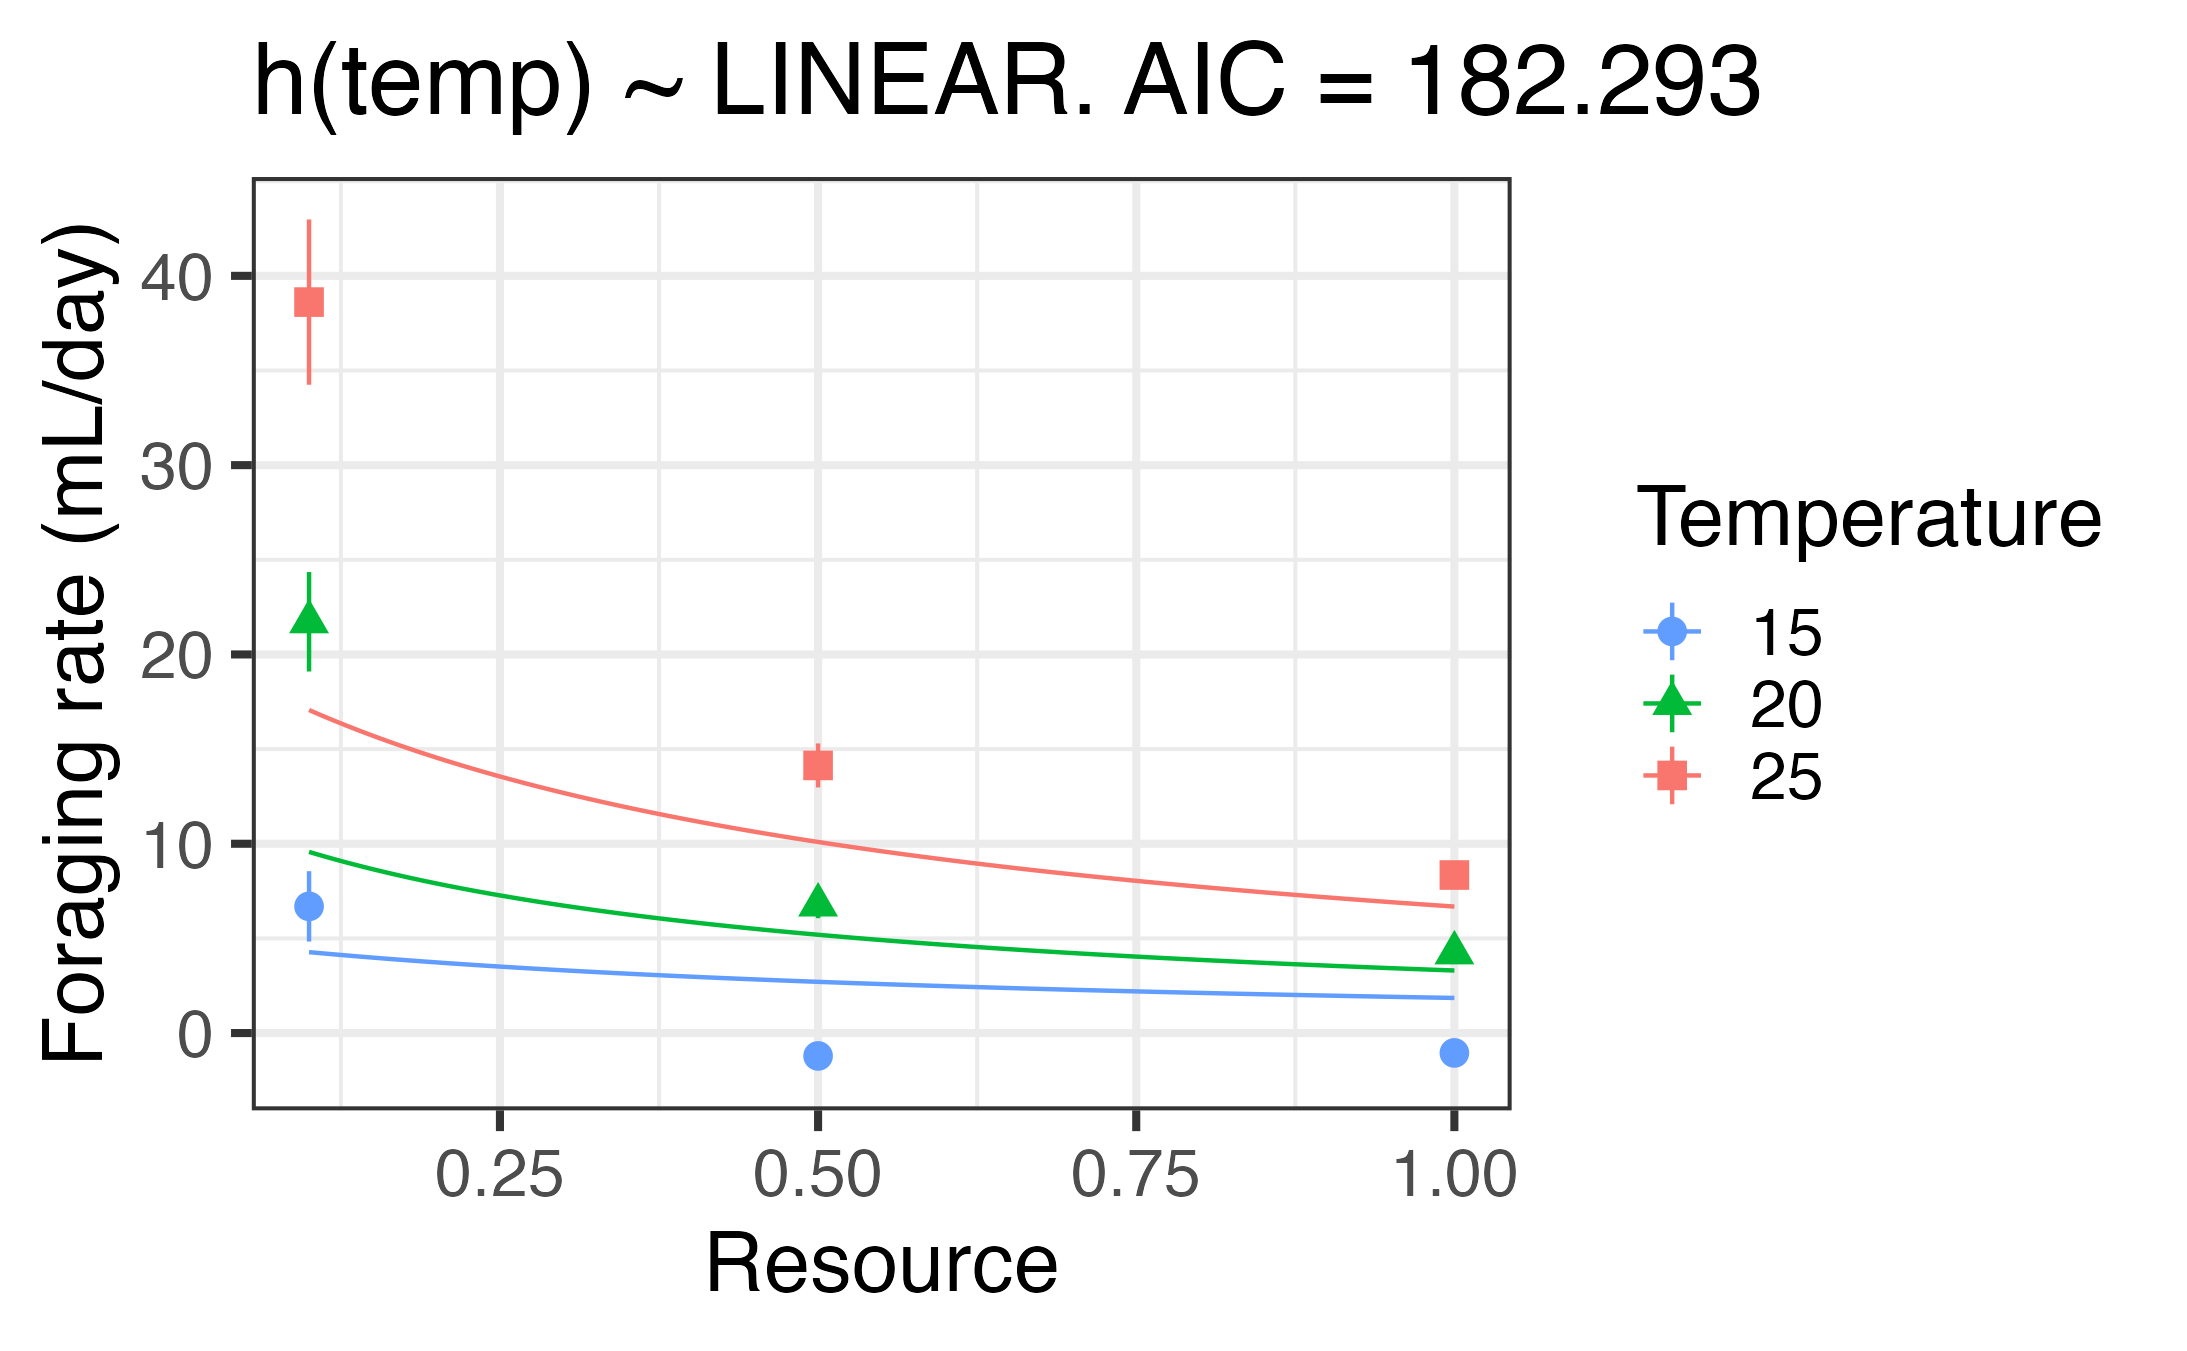 h(temp) ~ LINEAR. AIC = 182.293
Foraging rate (mL/day)
40
30
20
10
0
0.25 0.50 0.75 1.00
Resource
Temperature
15
20
25